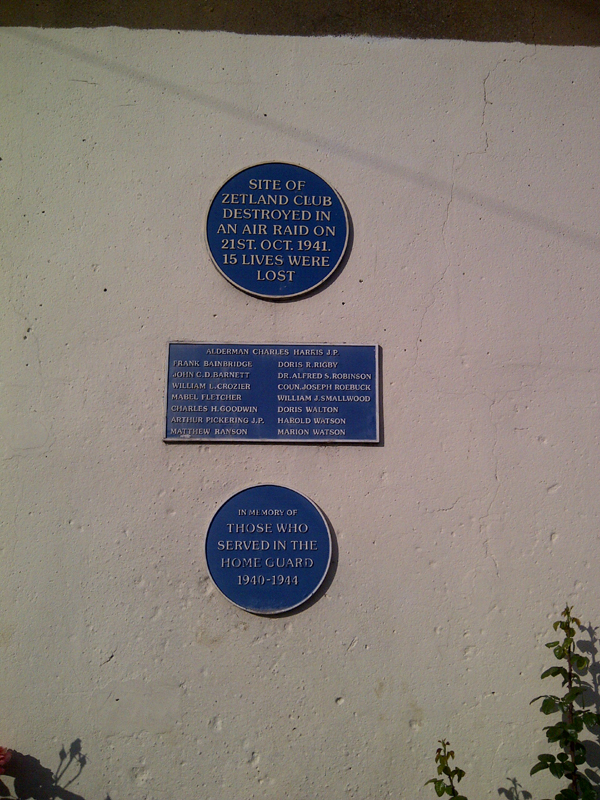 SITE OF
ZETLAND CLUB
DESTROYED IN
AN AIR RAID ON
21ST. OCT. 1941.
15 LIVES WERE
LOST
ALDERMAN CHARLES HARRIS J.P.
FRANK BAINBRIDGE
JOHN C.D. BARNETT
WILLIAM L. CROZIER
MABEL FLETCHER
CHARLES H. GOODWIN
ARTHUR PICKERING J.P.
MATTHEW RANSON
DORIS R. RIGBY
DR. ALFRED S. ROBINSON
COUN. JOSEPH ROEBUCK
WILLIAM J. SMALLWOOD
DORIS WALTON
HAROLD WATSON
MARION WATSON
IN MEMORY OF
THOSE WHO
SERVED IN THE
HOME GUARD
1940-1944